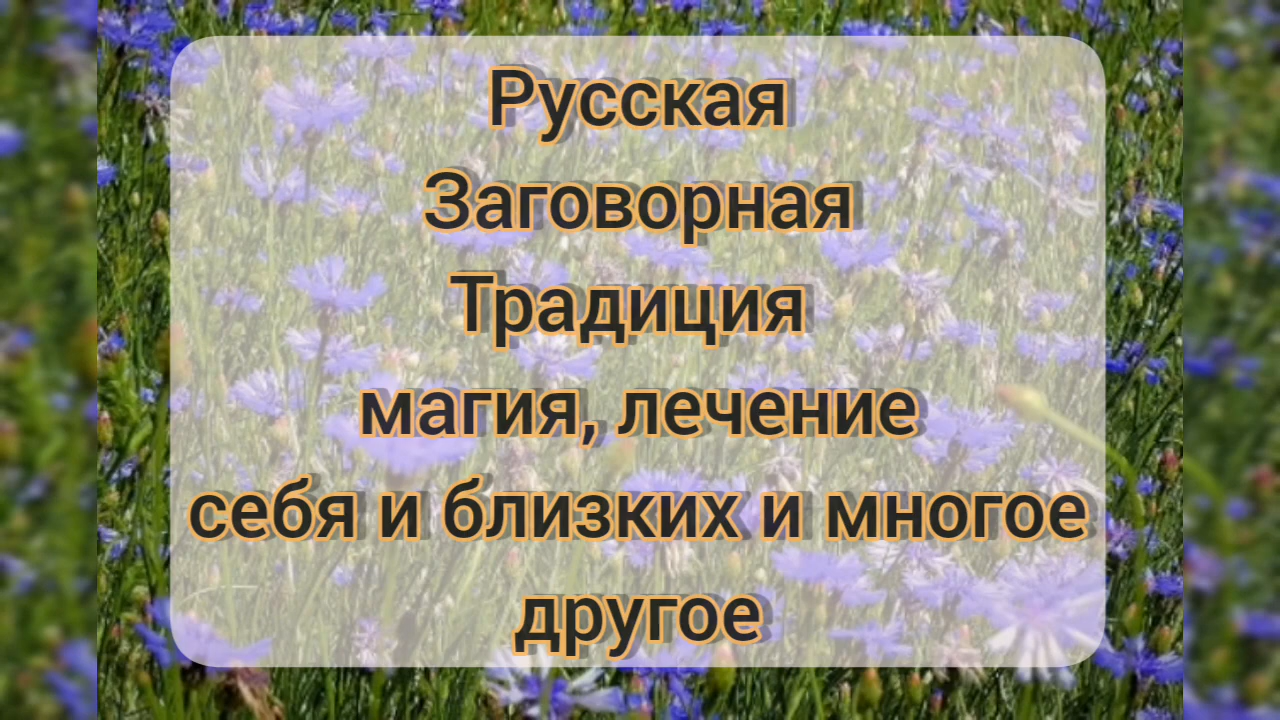 Русская
Заговорная
Традиция
магия, лечение
себя и близких и многое
другое